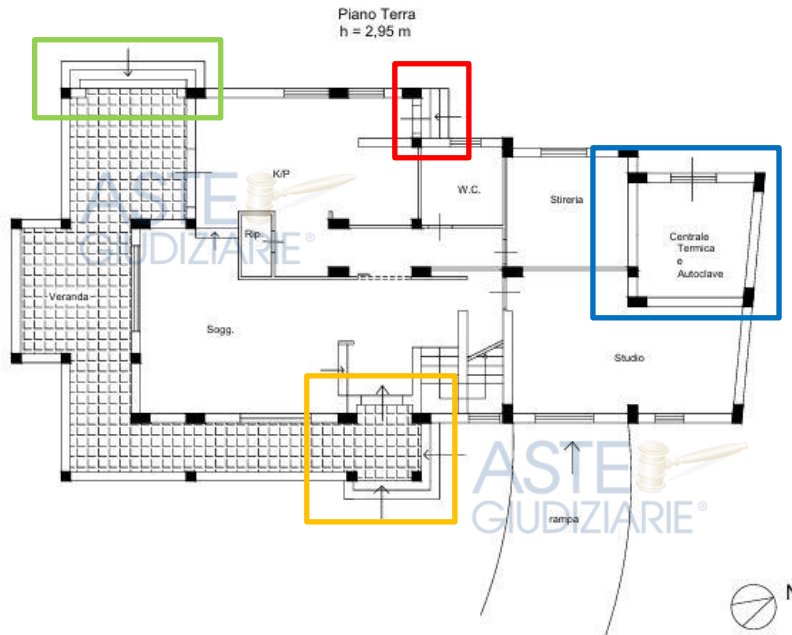 Piano Terra
h = 2,95 m
K/P
W.C.
Stireria
Centrale
Termica
e
Autoclave
ASTE
GIUDIZIARIE®
Rip.
Veranda
Sogg.
Studio
ASTE
GIUDIZIARIE®
rampa
N